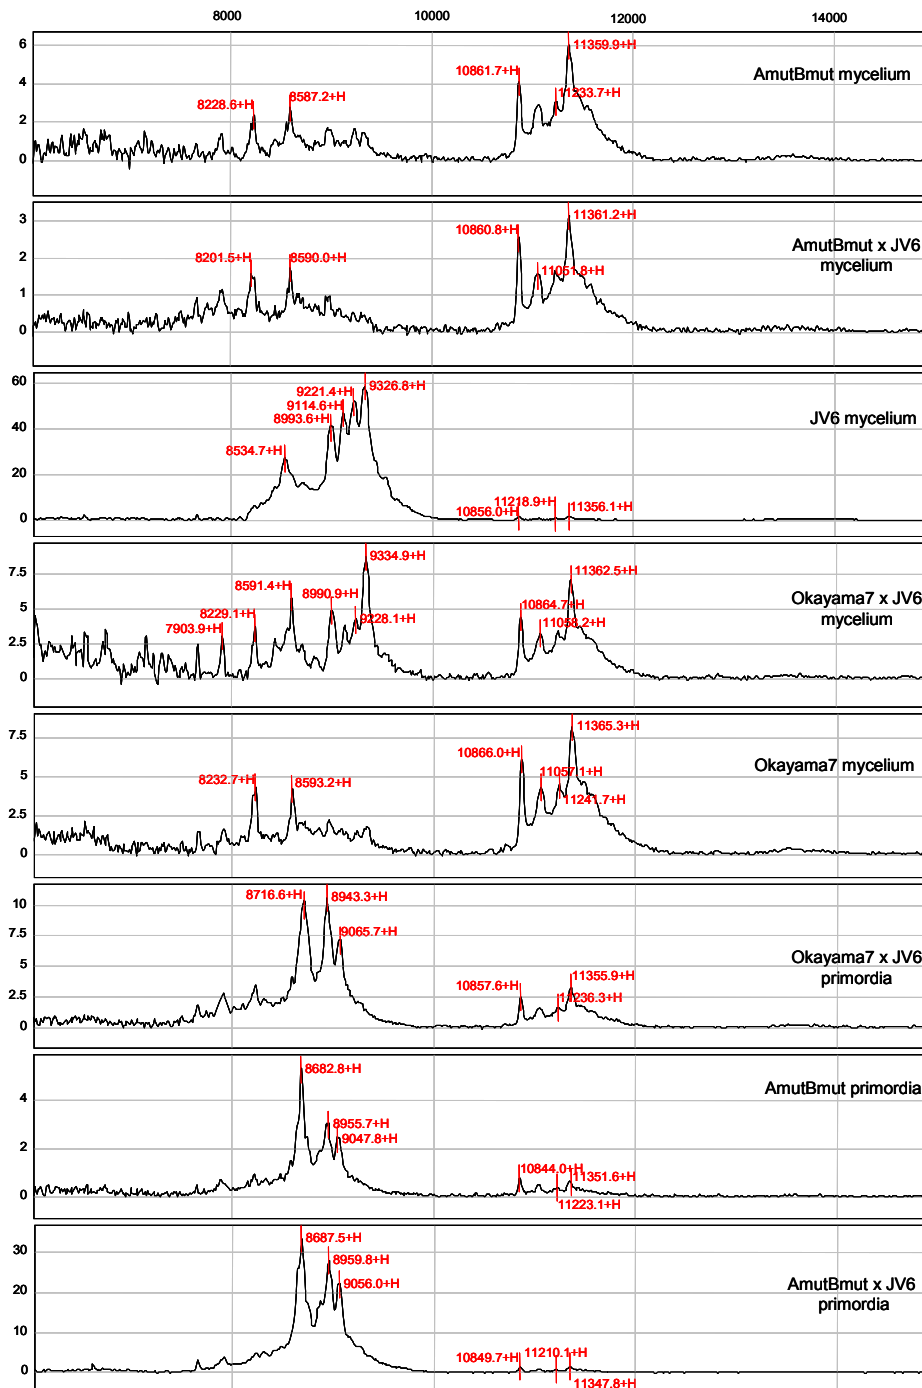 8000 10000 12000 14000
6
11359.9+H
10861.7+H
AmutBmut mycelium
4
11233.7+H
8587.2+H
8228.6+H
2
0
3
11361.2+H
10860.8+H
AmutBmut x JV6
mycelium
2
8201.5+H
8590.0+H
11051.8+H
1
0
60
9326.8+H
9221.4+H
9114.6+H
8993.6+H
JV6 mycelium
40
8534.7+H
20
11218.9+H
11356.1+H
10856.0+H
0
9334.9+H
7.5
11362.5+H
8591.4+H
8990.9+H
Okayama7 x JV6
mycelium
5
10864.7+H
8229.1+H
9228.1+H
11058.2+H
7903.9+H
2.5
0
11365.3+H
7.5
10866.0+H
Okayama7 mycelium
5
8232.7+H
8593.2+H
11057.1+H
11241.7+H
2.5
0
8716.6+H
8943.3+H
10
7.5
9065.7+H
Okayama7 x JV6
primordia
5
11355.9+H
10857.6+H
11236.3+H
2.5
0
8682.8+H
AmutBmut primordia
4
8955.7+H
9047.8+H
2
10844.0+H
11351.6+H
11223.1+H
0
8687.5+H
30
8959.8+H
9056.0+H
AmutBmut x JV6
primordia
20
10
11210.1+H
10849.7+H
0
11347.8+H